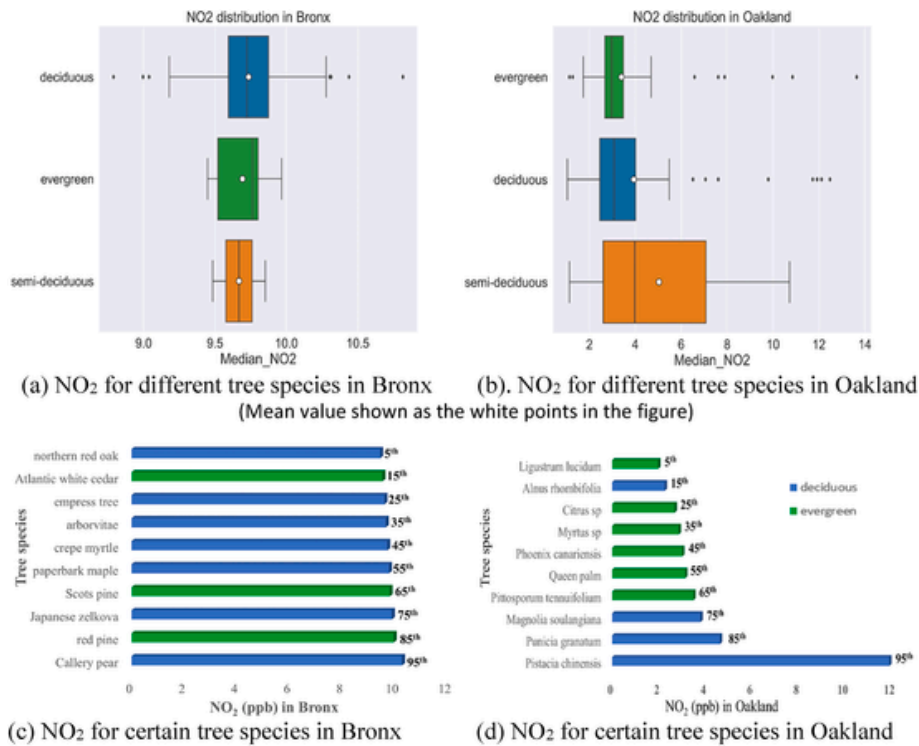 NO2 distribution in Bronx
deciduous
evergreen
semi-deciduous
9.0 9.5 10.0 10.5
Median_NO2
(a) NO₂ for different tree species in Bronx
NO2 distribution in Oakland
evergreen
deciduous
semi-deciduous
2 4 6 8 10 12 14
Median_NO2
(b). NO₂ for different tree species in Oakland
(Mean value shown as the white points in the figure)
Tree species
northern red oak 5th
Atlantic white cedar 15th
empress tree 25th
arborvitae 35th
crepe myrtle 45th
paperbark maple 55th
Scots pine 65th
Japanese zelkova 75th
red pine 85th
Callery pear 95th
0 2 4 6 8 10 12
NO₂ (ppb) in Bronx
(c) NO₂ for certain tree species in Bronx
Tree species
Ligustrum lucidum 5th
Alnus rhombifolia 15th
Citrus sp 25th
Myrtus sp 35th
Phoenix canariensis 45th
Queen palm 55th
Pittosporum tennuifolium 65th
Magnolia soulangiana 75th
Punicia granatum 85th
Pistacia chinensis 95th
deciduous
evergreen
0 2 4 6 8 10 12
NO₂ (ppb) in Oakland
(d) NO₂ for certain tree species in Oakland